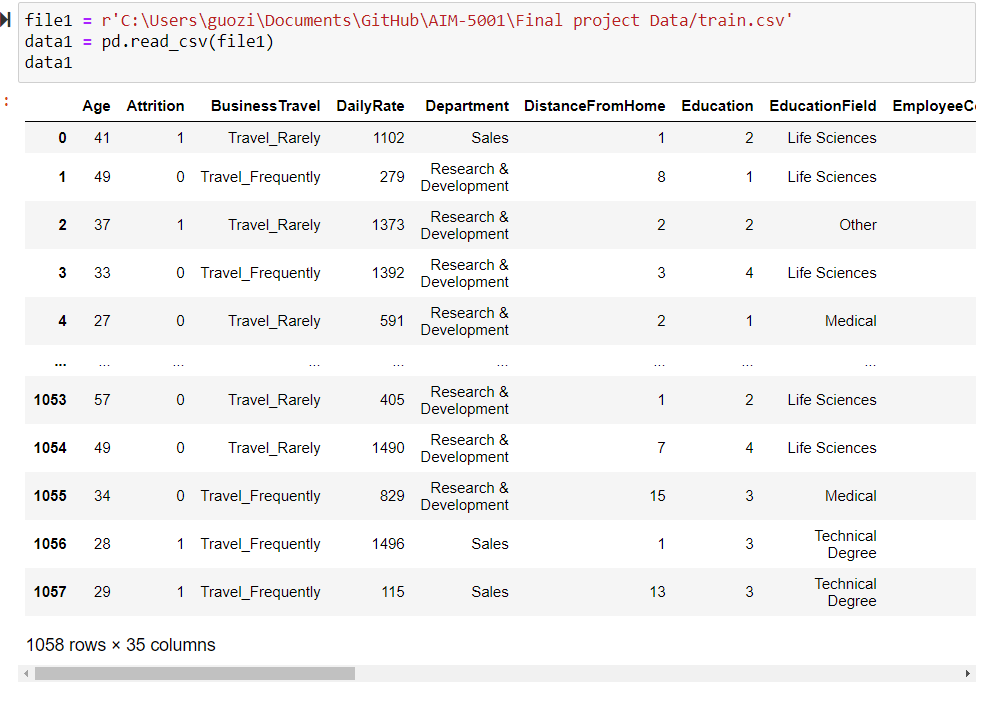 file1 = r'C:\Users\guozi\Documents\GitHub\AIM-5001\Final project Data/train.csv'
data1 = pd.read_csv(file1)
data1
:
Age Attrition BusinessTravel DailyRate Department DistanceFromHome Education EducationField EmployeeC
0 41 1 Travel_Rarely 1102 Sales 1 2 Life Sciences
1 49 0 Travel_Frequently 279 Research & Development 8 1 Life Sciences
2 37 1 Travel_Rarely 1373 Research & Development 2 2 Other
3 33 0 Travel_Frequently 1392 Research & Development 3 4 Life Sciences
4 27 0 Travel_Rarely 591 Research & Development 2 1 Medical
... ... ... ... ... ... ... ... ...
1053 57 0 Travel_Rarely 405 Research & Development 1 2 Life Sciences
1054 49 0 Travel_Rarely 1490 Research & Development 7 4 Life Sciences
1055 34 0 Travel_Frequently 829 Research & Development 15 3 Medical
1056 28 1 Travel_Frequently 1496 Sales 1 3 Technical Degree
1057 29 1 Travel_Frequently 115 Sales 13 3 Technical Degree
1058 rows × 35 columns